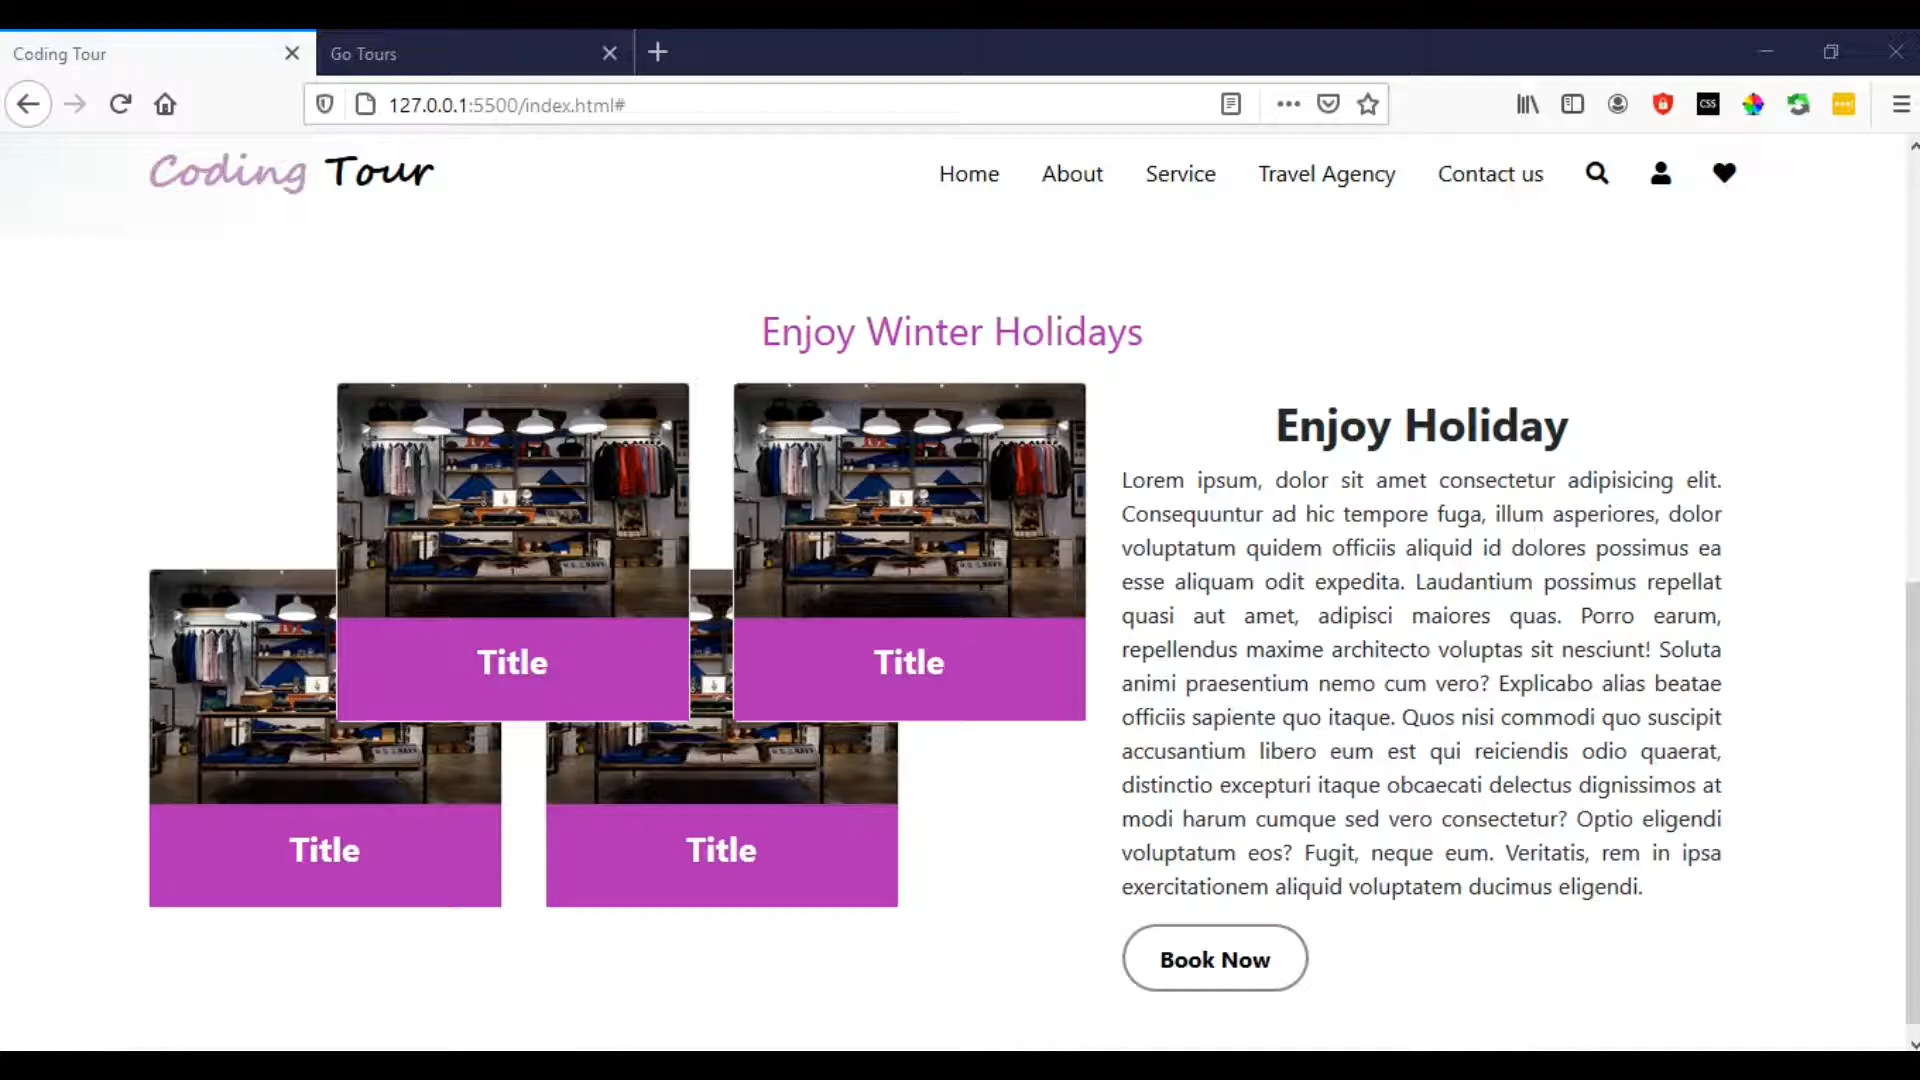 Coding Tour
Go Tours
127.0.0.1:5500/index.html#
CSS
Coding Tour
Home
About
Service
Travel Agency
Contact us
Enjoy Winter Holidays
Title
Title
Title
Title
Enjoy Holiday
Lorem ipsum, dolor sit amet consectetur adipisicing elit.
Consequuntur ad hic tempore fuga, illum asperiores, dolor
voluptatum quidem officiis aliquid id dolores possimus ea
esse aliquam odit expedita. Laudantium possimus repellat
quasi aut amet, adipisci maiores quas. Porro earum,
repellendus maxime architecto voluptas sit nesciunt! Soluta
animi praesentium nemo cum vero? Explicabo alias beatae
officiis sapiente quo itaque. Quos nisi commodi quo suscipit
accusantium libero eum est qui reiciendis odio quaerat,
distinctio excepturi itaque obcaecati delectus dignissimos at
modi harum cumque sed vero consectetur? Optio eligendi
voluptatum eos? Fugit, neque eum. Veritatis, rem in ipsa
exercitationem aliquid voluptatem ducimus eligendi.
Book Now